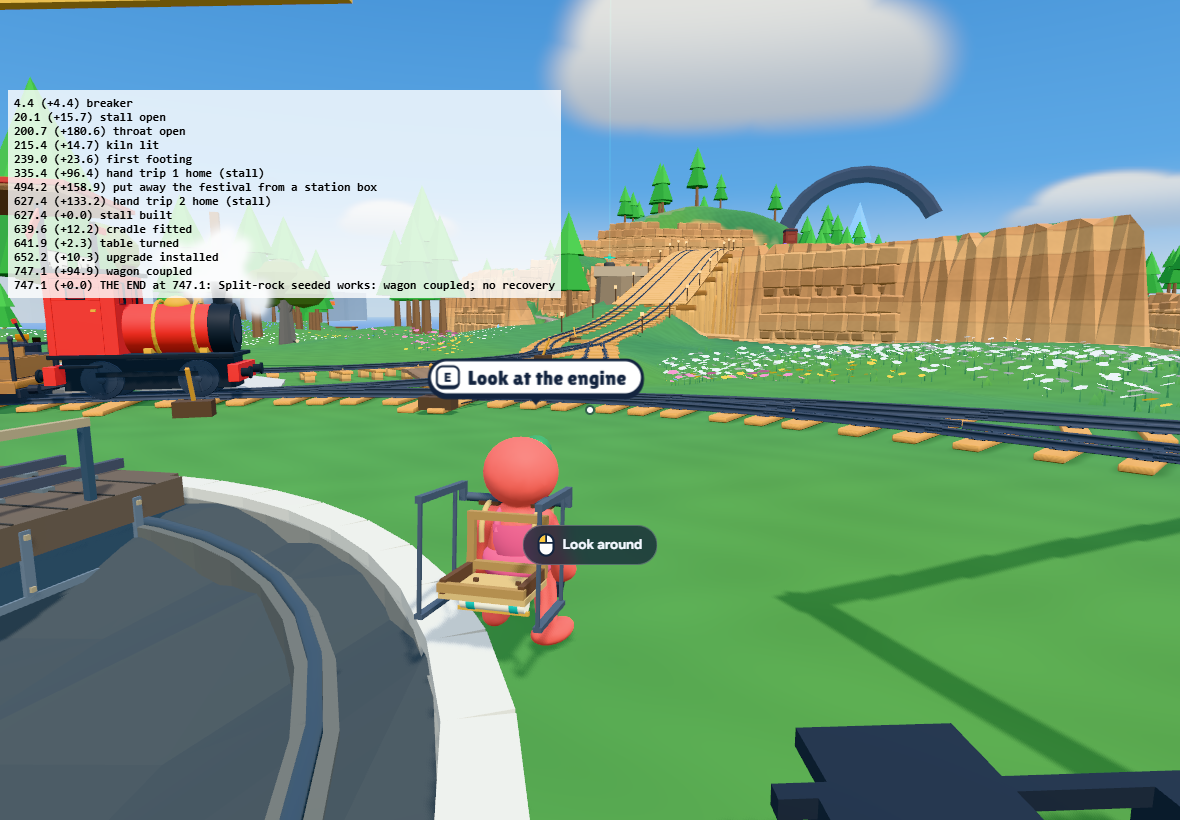 4.4 (+4.4) breaker
20.1 (+15.7) stall open
200.7 (+180.6) throat open
215.4 (+14.7) kiln lit
239.0 (+23.6) first footing
335.4 (+96.4) hand trip 1 home (stall)
494.2 (+158.9) put away the festival from a station box
627.4 (+133.2) hand trip 2 home (stall)
627.4 (+0.0) stall built
639.6 (+12.2) cradle fitted
641.9 (+2.3) table turned
652.2 (+10.3) upgrade installed
747.1 (+94.9) wagon coupled
747.1 (+0.0) THE END at 747.1: Split-rock seeded works: wagon coupled; no recovery
E Look at the engine
Look around